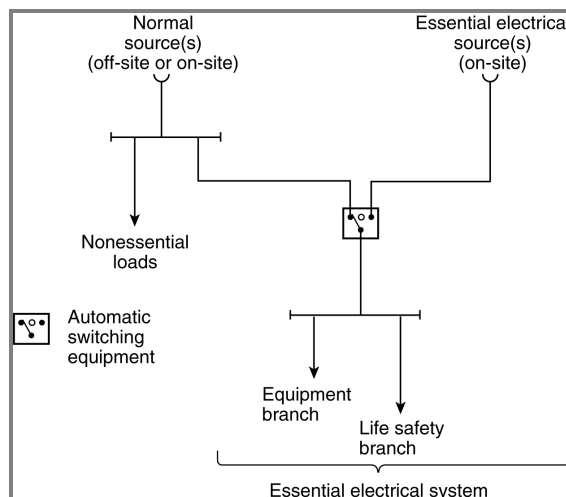 Normal
source(s)
(off-site or on-site)
Essential electrica
source(s)
(on-site)
Nonessential
loads
Automatic
switching
equipment
Equipment
branch
Life safety
branch
Essential electrical system